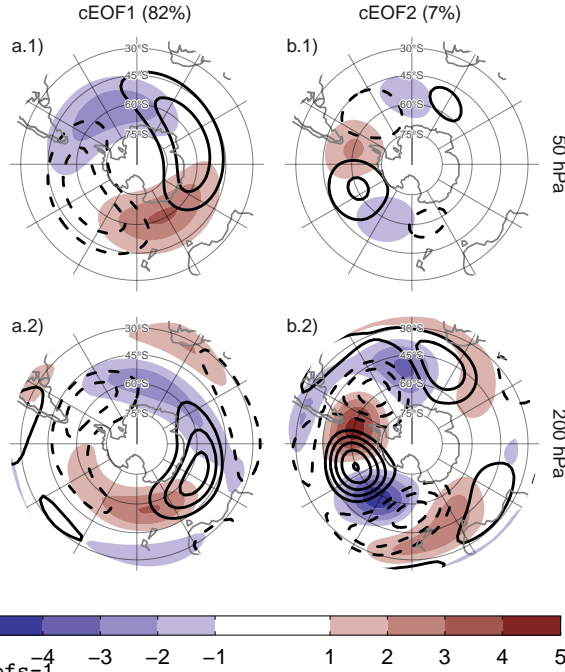 cEOF1 (82%) cEOF2 (7%)
a.1) b.1)
30°S 30°S
45°S 45°S
60°S 60°S
75°S 75°S
50 hPa
a.2) b.2)
30°S 30°S
45°S 45°S
60°S 60°S
75°S 75°S
200 hPa
−4 −3 −2 −1 1 2 3 4 5